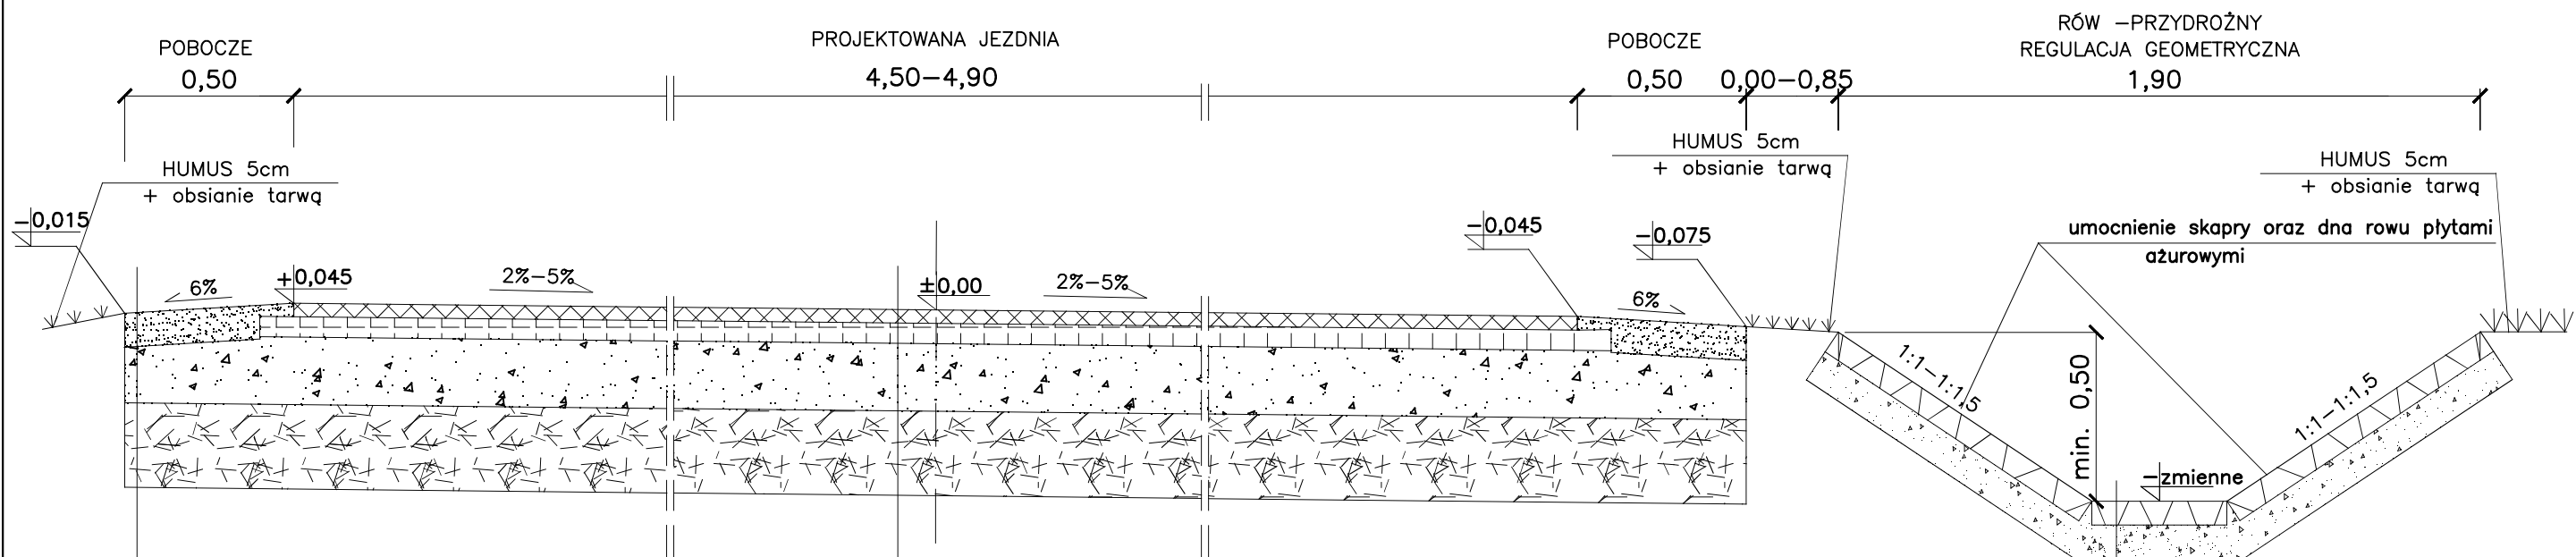 POBOCZE
0,50
PROJEKTOWANA JEZDNIA
4,50–4,90
POBOCZE
0,50
0,00–0,85
RÓW –PRZYDROŻNY
REGULACJA GEOMETRYCZNA
1,90
HUMUS 5cm
+ obsianie tarwą
HUMUS 5cm
+ obsianie tarwą
HUMUS 5cm
+ obsianie tarwą
–0,015
6%
+0,045
2%–5%
±0,00
2%–5%
–0,045
6%
–0,075
umocnienie skapry oraz dna rowu płytami
ażurowymi
1:1–1:1,5
min. 0,50
–zmienne
1:1–1:1,5